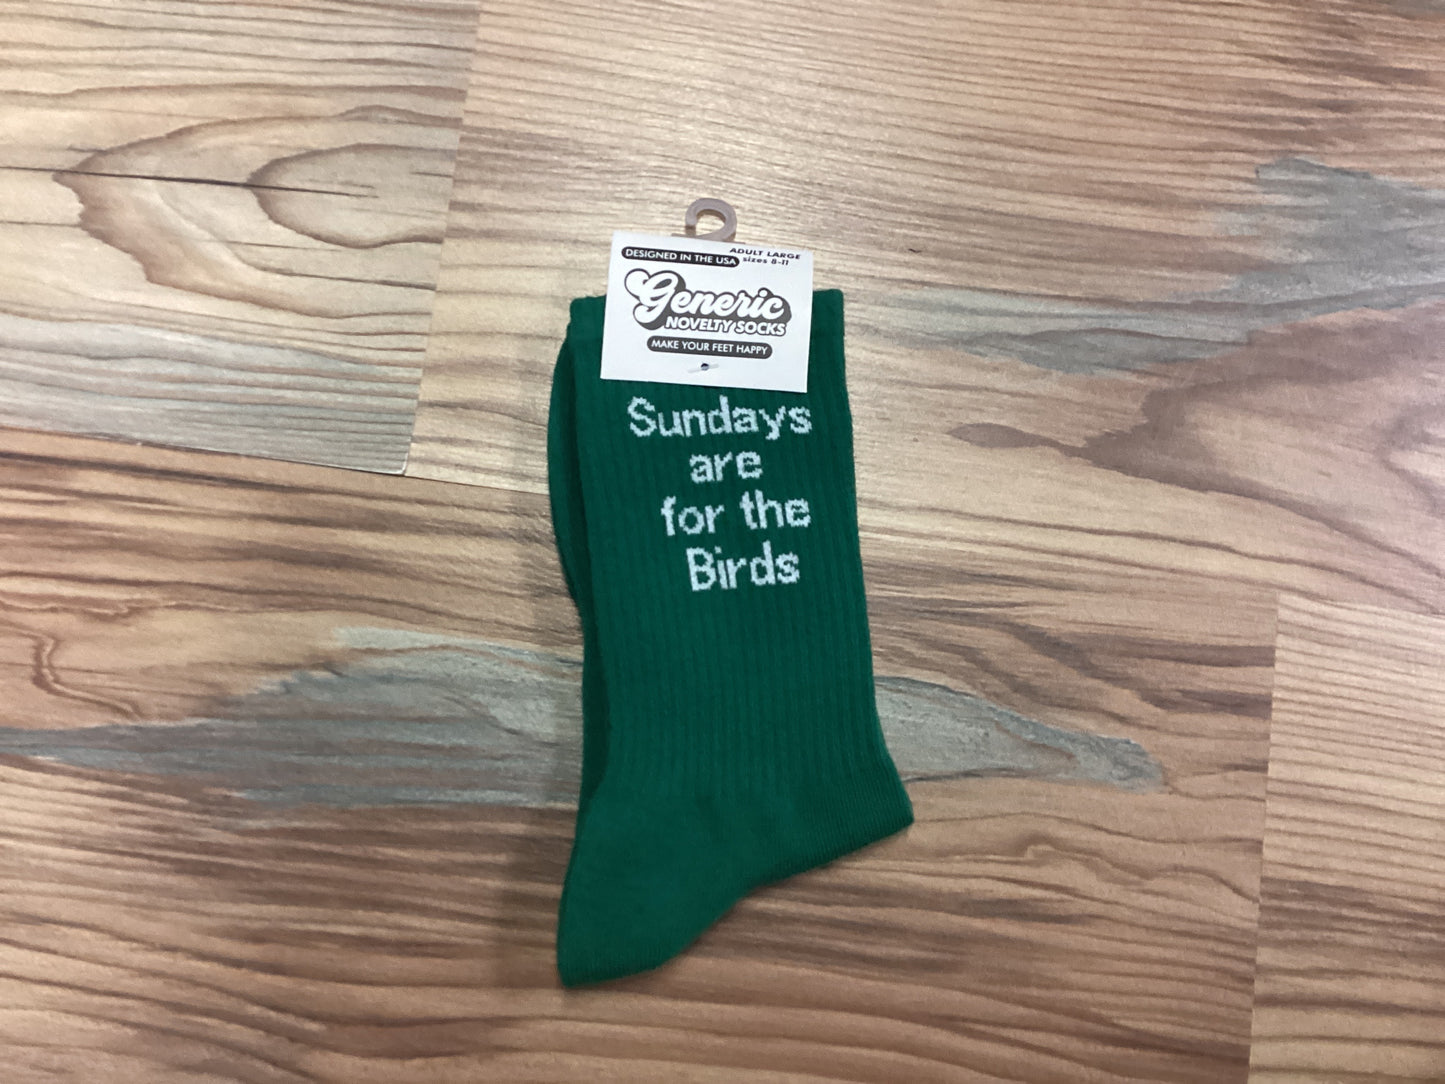 DESIGNED IN THE USA
ADULT LARGE
sizes 8-11
Generic
NOVELTY SOCKS
MAKE YOUR FEET HAPPY
Sundays
are
for the
Birds